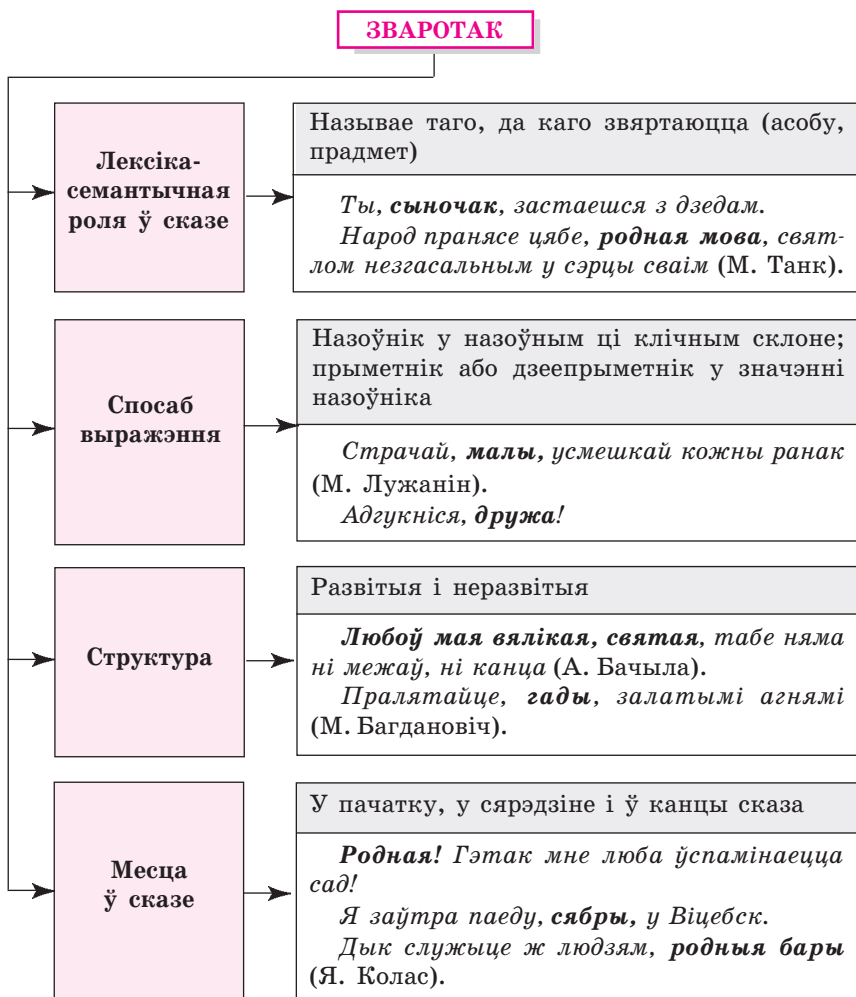 ЗВАРОТАК
Лексіка-
семантычная
роля ў сказе
Называе таго, да каго звяртаюцца (асобу,
прадмет)
Ты, сыночак, застаешся з дзедам.
Народ пранясе цябе, родная мова, свят-
лом незгасальным у сэрцы сваім (М. Танк).
Спосаб
выражэння
Назоўнік у назоўным ці клічным склоне;
прыметнік або дзеепрыметнік у значэнні
назоўніка
Страчай, малы, усмешкай кожны ранак
(М. Лужанін).
Адгукніся, дружа!
Структура
Развітыя і неразвітыя
Любоў мая вялікая, святая, табе няма
ні межаў, ні канца (А. Бачыла).
Пралятайце, гады, залатымі агнямі
(М. Багдановіч).
Месца
ў сказе
У пачатку, у сярэдзіне і ў канцы сказа
Родная! Гэтак мне люба ўспамінаецца
сад!
Я заўтра паеду, сябры, у Віцебск.
Дык служыце ж людзям, родныя бары
(Я. Колас).